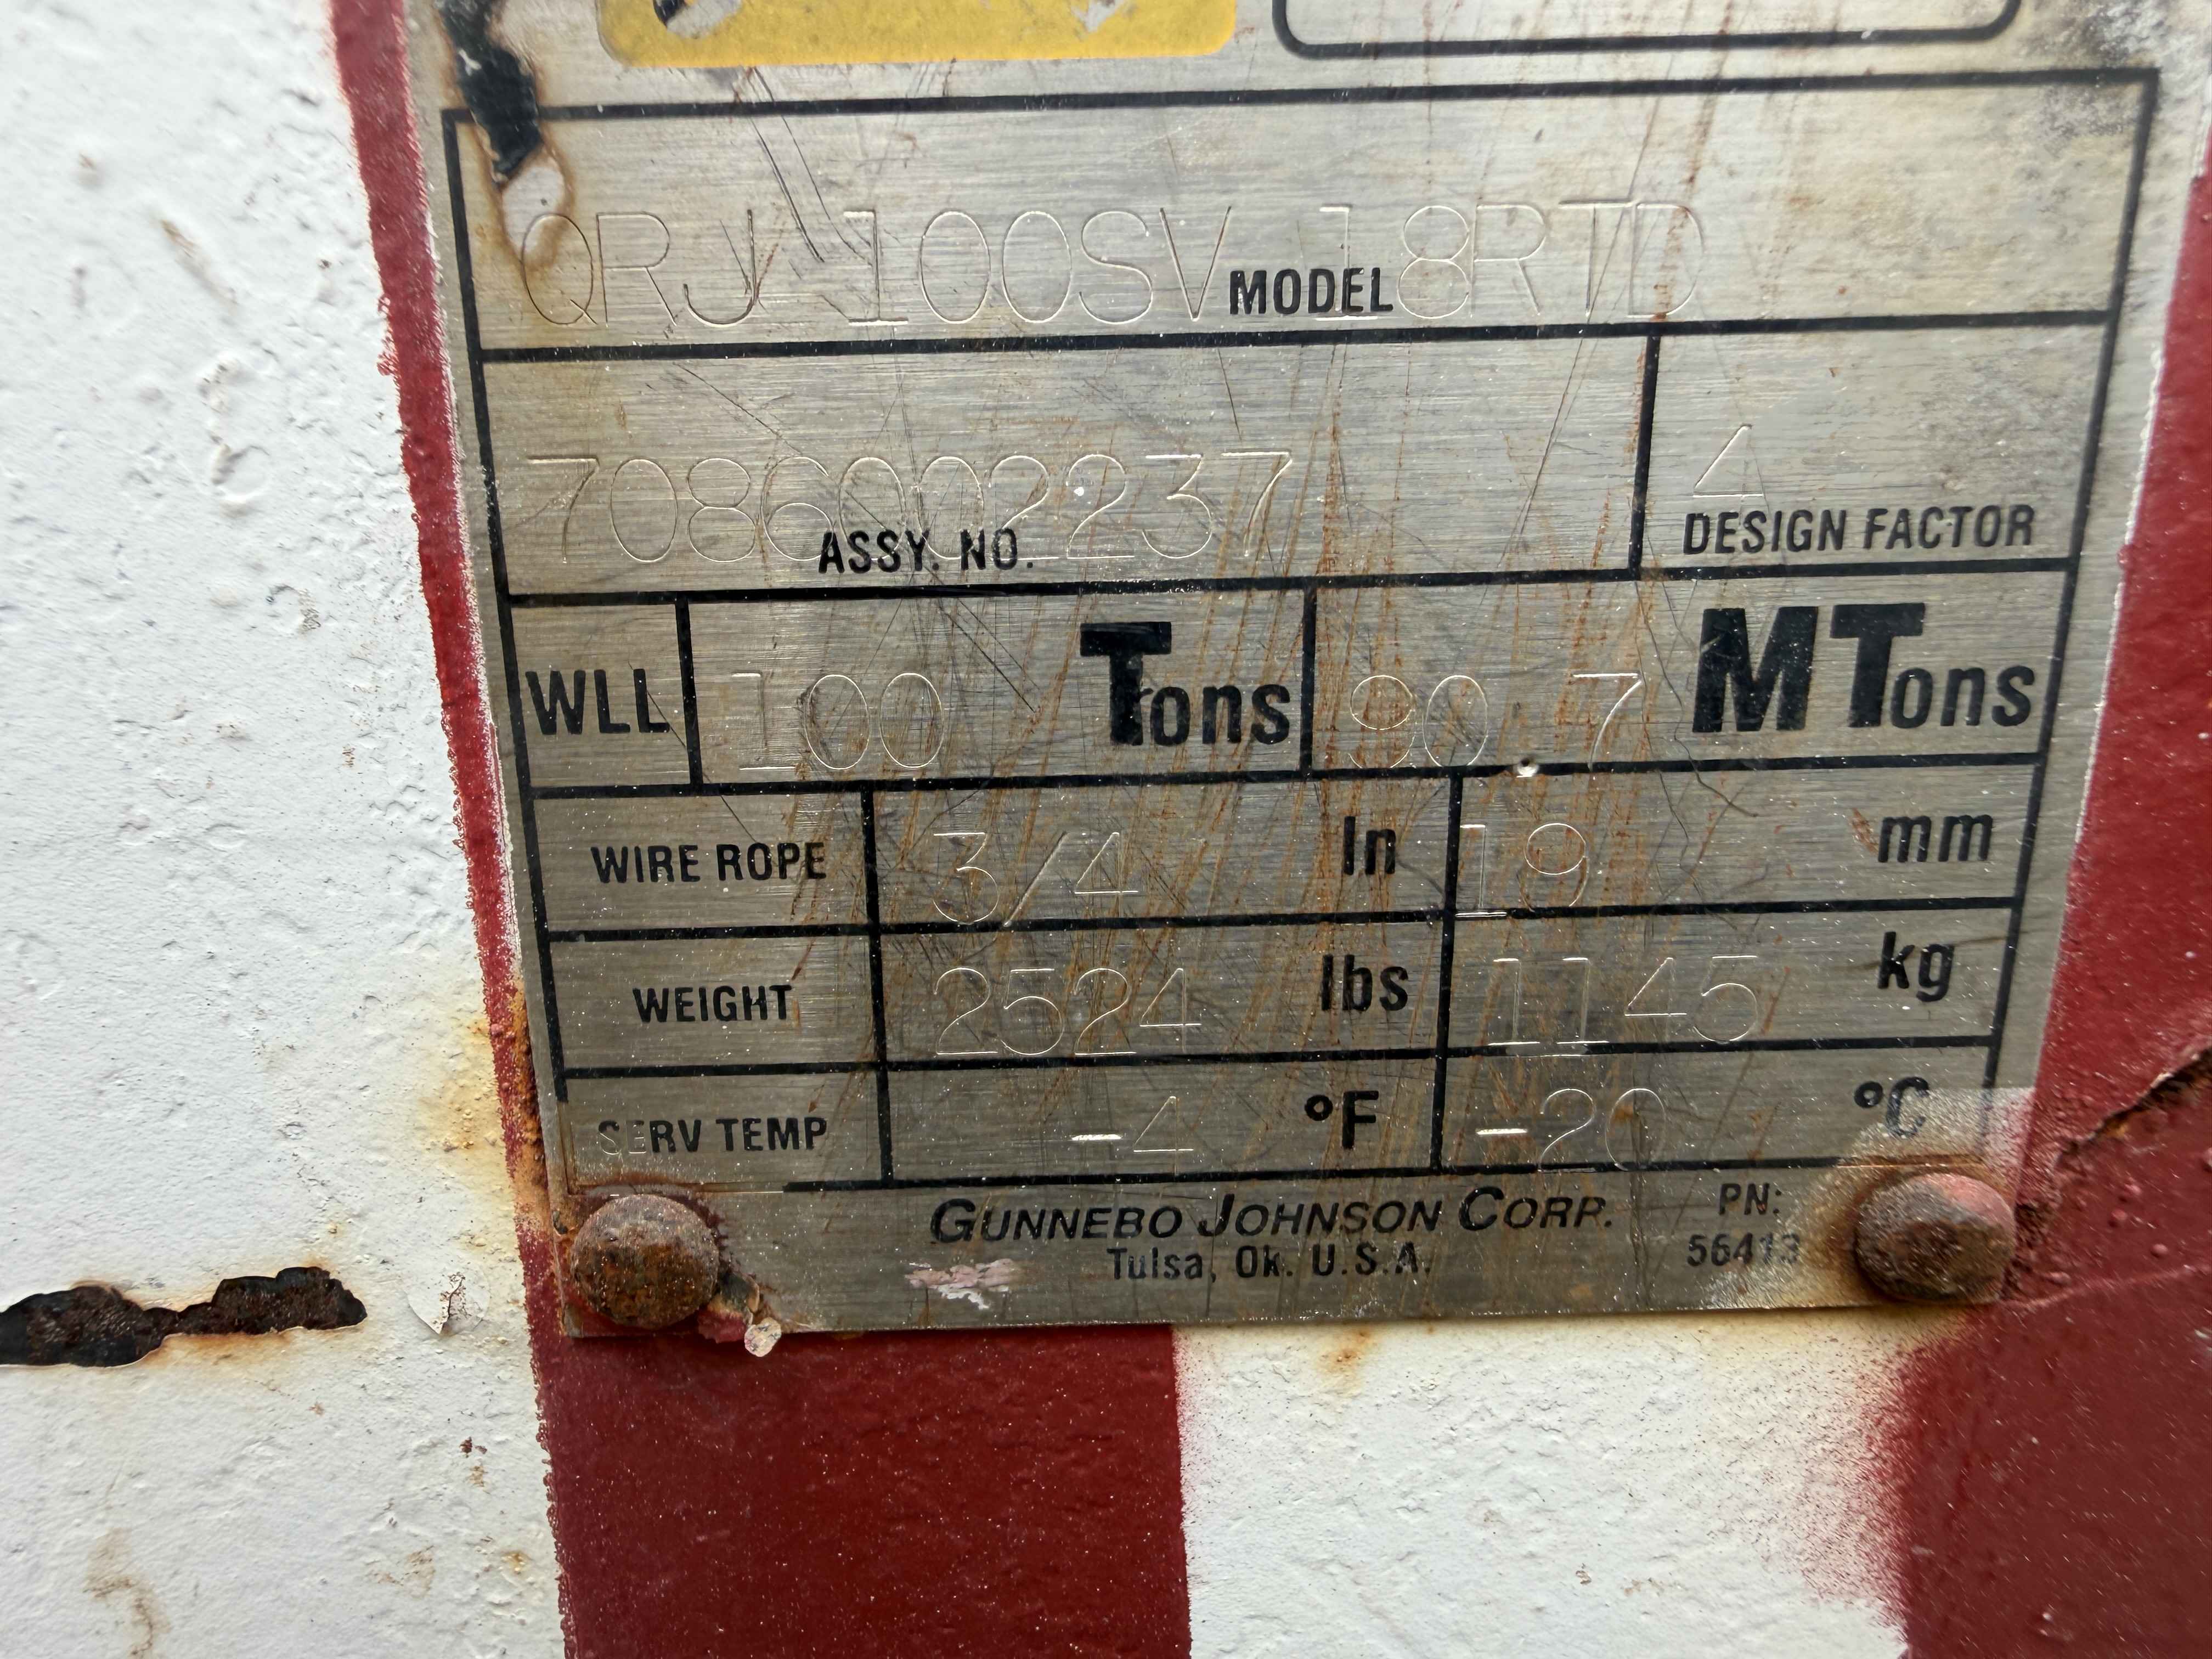 QRJ 100SV 18RTD
MODEL
7086002237
ASSY. NO.
4
DESIGN FACTOR
WLL 100 Tons 90.7 MTons
WIRE ROPE 3/4 In 19 mm
WEIGHT 2524 lbs 1145 kg
SERV TEMP -4 °F -20 °C
GUNNEBO JOHNSON CORP. PN:
Tulsa, Ok. U.S.A. 56413